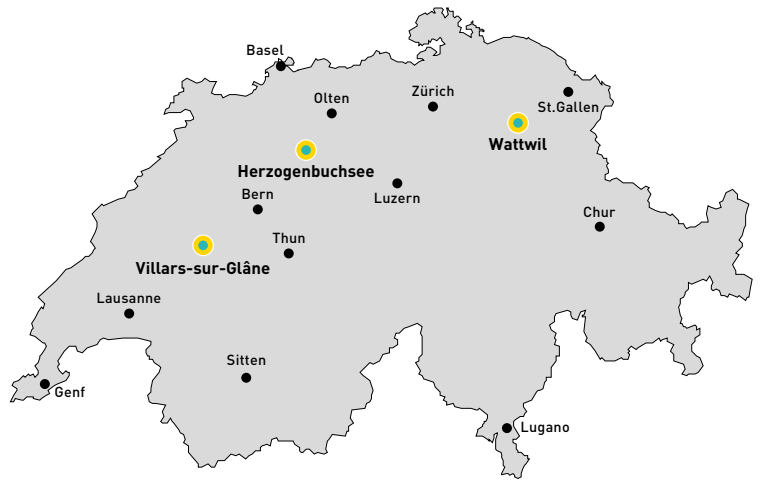 Basel
Olten
Zürich
St.Gallen
Wattwil
Herzogenbuchsee
Bern
Luzern
Chur
Thun
Villars-sur-Glâne
Lausanne
Sitten
Genf
Lugano